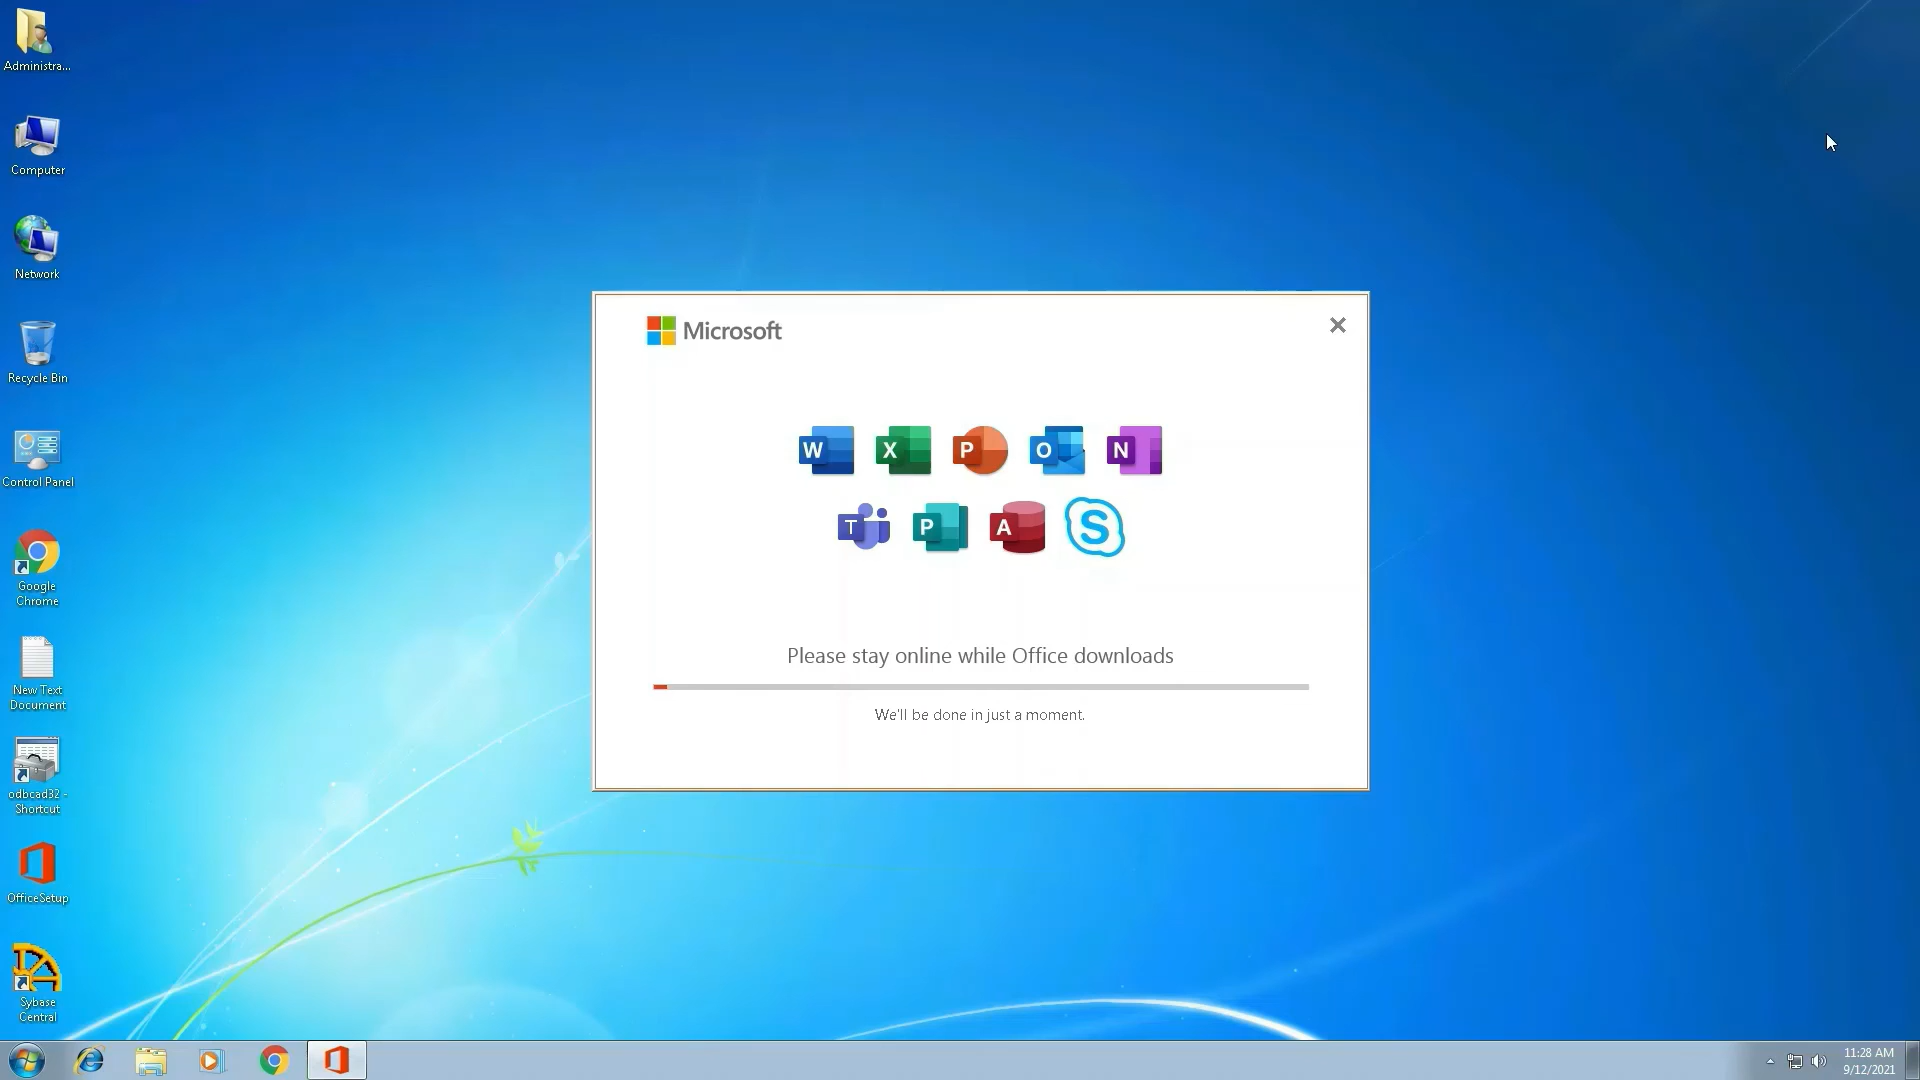 Administra...
Computer
Network
Recycle Bin
Control Panel
Google
Chrome
New Text
Document
odbcad32 -
Shortcut
OfficeSetup
Sybase
Central
Microsoft
W X P O N
T P A S
Please stay online while Office downloads
We'll be done in just a moment.
11:28 AM
9/12/2021